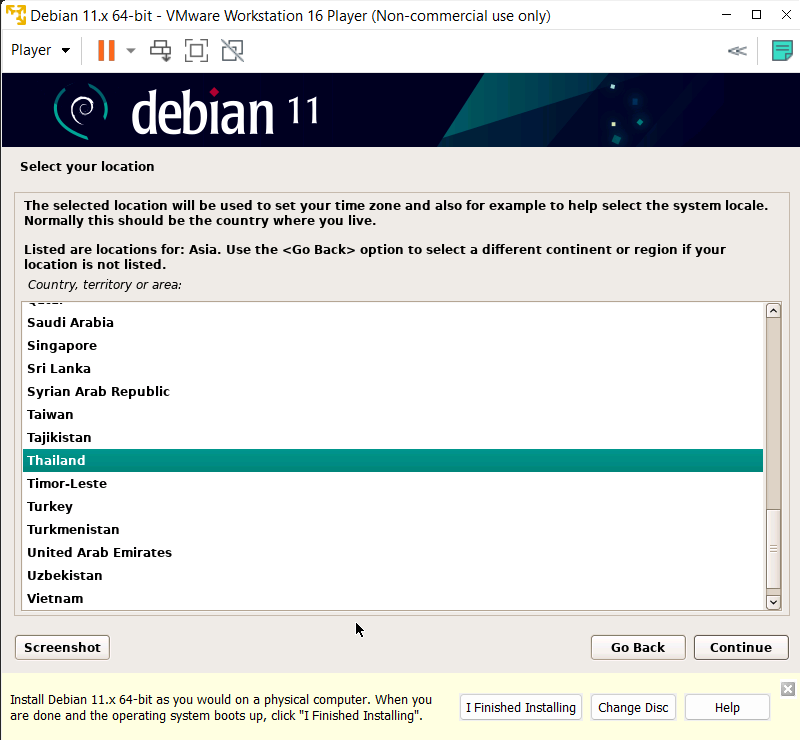 Debian 11.x 64-bit - VMware Workstation 16 Player (Non-commercial use only)
Player
debian 11
Select your location
The selected location will be used to set your time zone and also for example to help select the system locale.
Normally this should be the country where you live.
Listed are locations for: Asia. Use the <Go Back> option to select a different continent or region if your
location is not listed.
Country, territory or area:
Saudi Arabia
Singapore
Sri Lanka
Syrian Arab Republic
Taiwan
Tajikistan
Thailand
Timor-Leste
Turkey
Turkmenistan
United Arab Emirates
Uzbekistan
Vietnam
Screenshot
Go Back
Continue
Install Debian 11.x 64-bit as you would on a physical computer. When you
are done and the operating system boots up, click "I Finished Installing".
I Finished Installing
Change Disc
Help